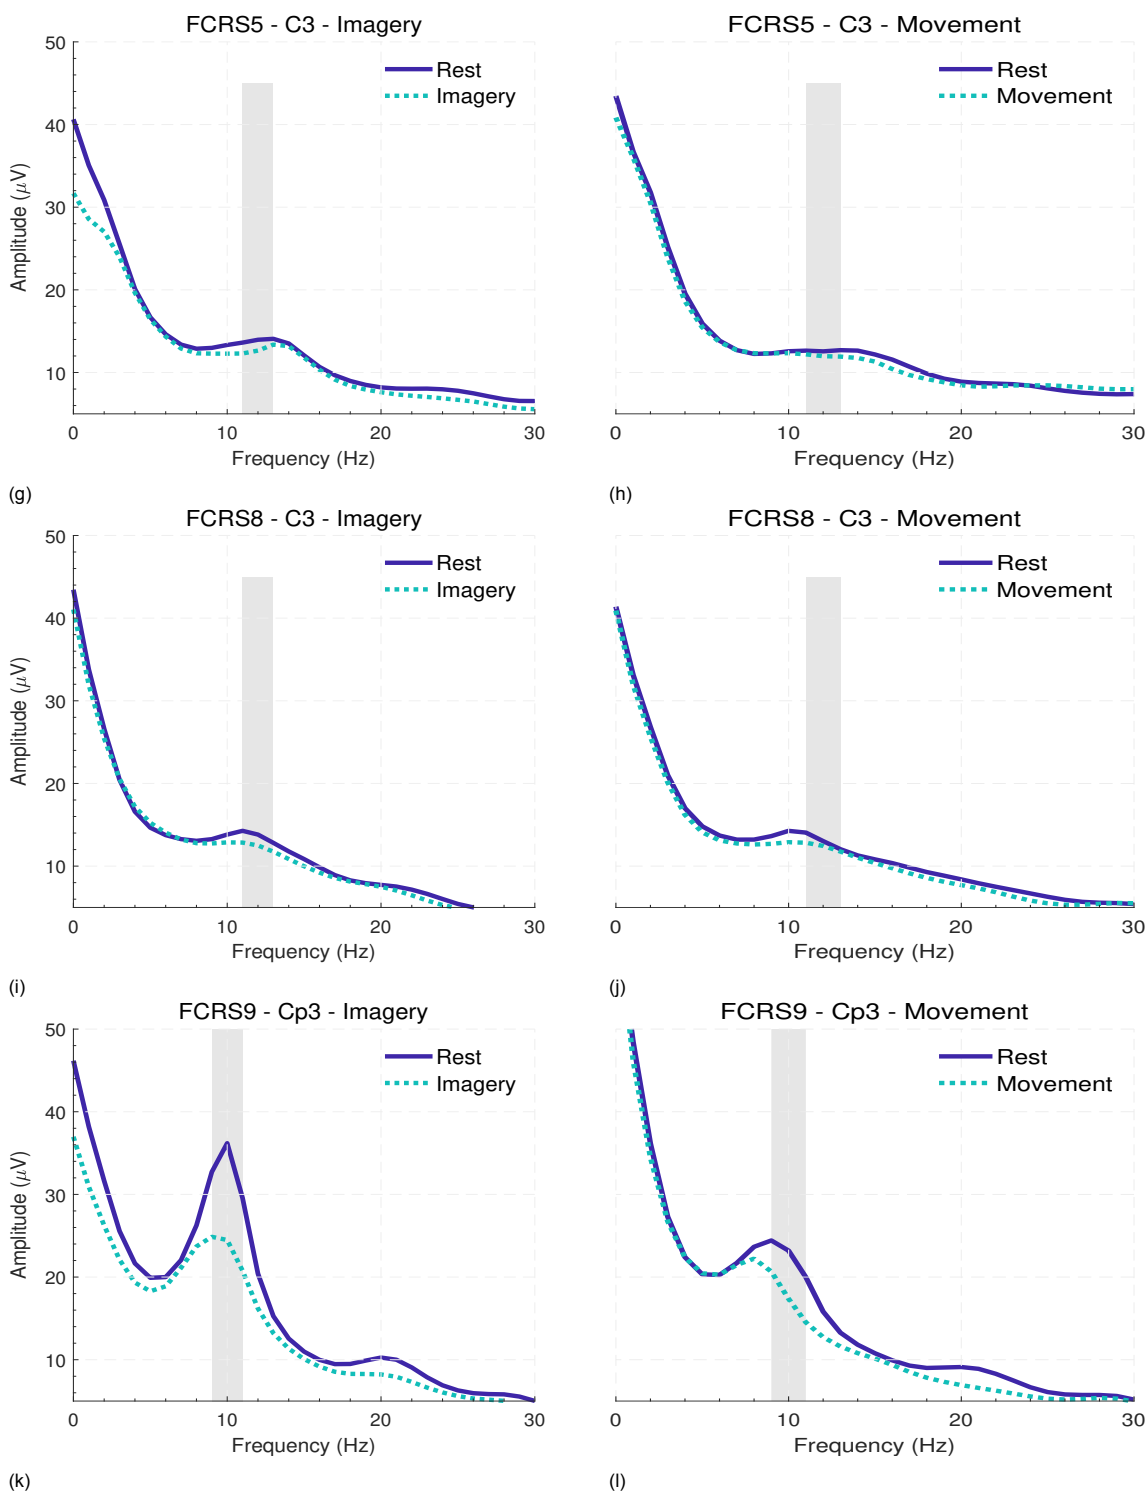 FCRS5 - C3 - Imagery
50
40
30
20
10
Amplitude (μV)
Rest
Imagery
0 10 20 30
Frequency (Hz)
(g)
FCRS5 - C3 - Movement
Rest
Movement
0 10 20 30
Frequency (Hz)
(h)
FCRS8 - C3 - Imagery
50
40
30
20
10
Amplitude (μV)
Rest
Imagery
0 10 20 30
Frequency (Hz)
(i)
FCRS8 - C3 - Movement
Rest
Movement
0 10 20 30
Frequency (Hz)
(j)
FCRS9 - Cp3 - Imagery
50
40
30
20
10
Amplitude (μV)
Rest
Imagery
0 10 20 30
Frequency (Hz)
(k)
FCRS9 - Cp3 - Movement
Rest
Movement
0 10 20 30
Frequency (Hz)
(l)